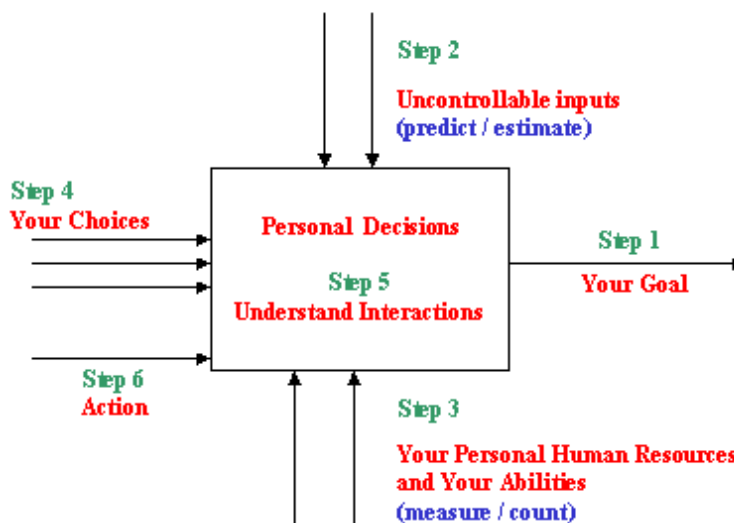 Step 2
Uncontrollable inputs
(predict / estimate)
Step 4
Your Choices
Personal Decisions
Step 1
Step 5
Your Goal
Understand Interactions
Step 6
Action
Step 3
Your Personal Human Resources
and Your Abilities
(measure / count)